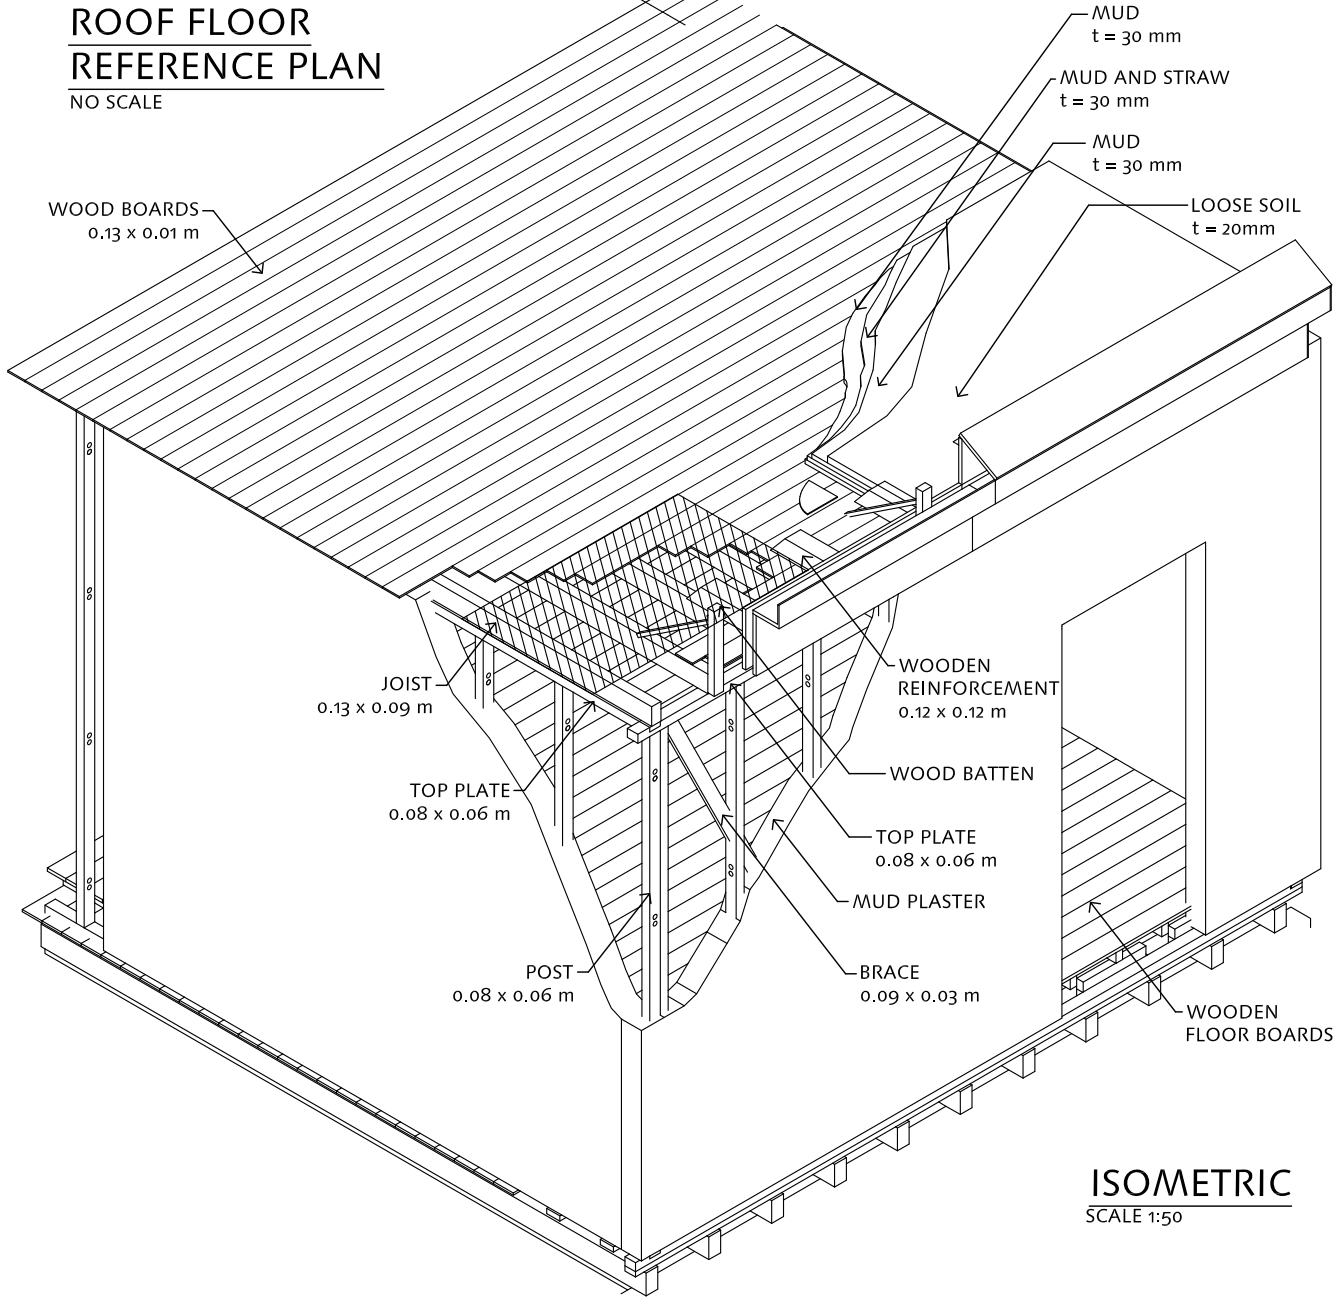 ROOF FLOOR
REFERENCE PLAN
NO SCALE
MUD
t = 30 mm
MUD AND STRAW
t = 30 mm
MUD
t = 30 mm
LOOSE SOIL
t = 20mm
WOOD BOARDS
0.13 x 0.01 m
JOIST
0.13 x 0.09 m
TOP PLATE
0.08 x 0.06 m
POST
0.08 x 0.06 m
WOODEN
REINFORCEMENT
0.12 x 0.12 m
WOOD BATTEN
TOP PLATE
0.08 x 0.06 m
MUD PLASTER
BRACE
0.09 x 0.03 m
WOODEN
FLOOR BOARDS
ISOMETRIC
SCALE 1:50